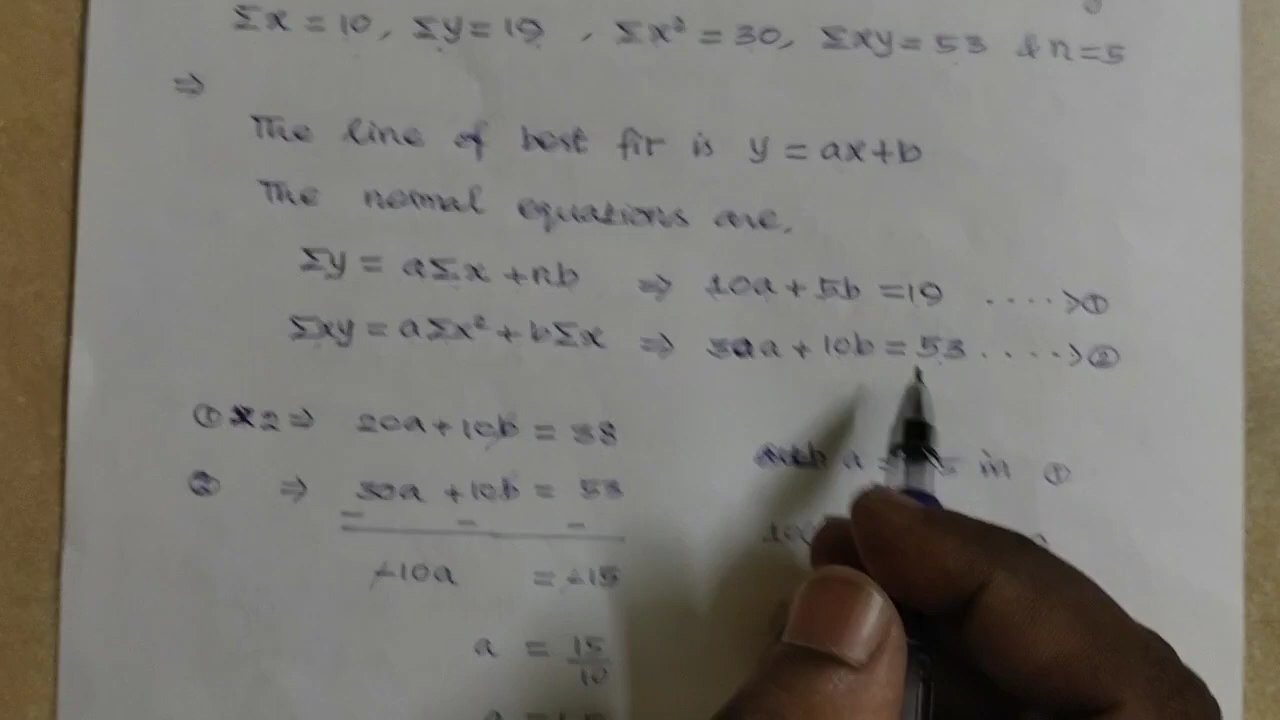 Σx = 10, Σy = 19, Σx² = 30, Σxy = 53 & n = 5
⇒
The line of best fit is y = ax + b
The normal equations are,
Σy = aΣx + nb ⇒ 10a + 5b = 19 ....> ①
Σxy = aΣx² + bΣx ⇒ 30a + 10b = 53 ....> ②
① × 2 ⇒ 20a + 10b = 38
② ⇒ 30a + 10b = 53
a in ①
- - -
-10a = -15
a = 15/10
a =